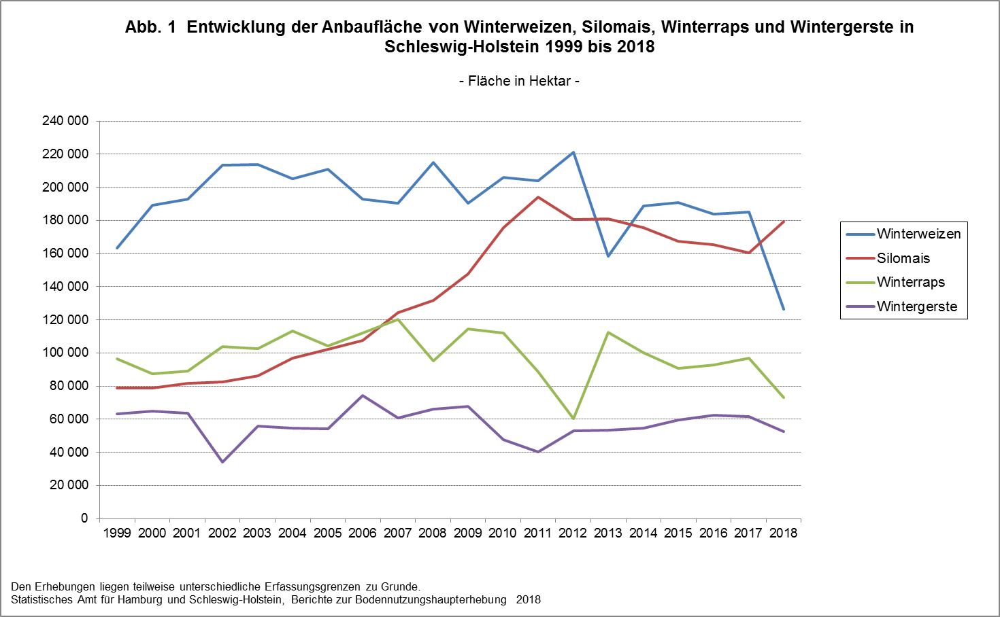 Abb. 1  Entwicklung der Anbaufläche von Winterweizen, Silomais, Winterraps und Wintergerste in
Schleswig-Holstein 1999 bis 2018
- Fläche in Hektar -
240 000
220 000
200 000
180 000
160 000
140 000
120 000
100 000
80 000
60 000
40 000
20 000
0
1999 2000 2001 2002 2003 2004 2005 2006 2007 2008 2009 2010 2011 2012 2013 2014 2015 2016 2017 2018
Winterweizen
Silomais
Winterraps
Wintergerste
Den Erhebungen liegen teilweise unterschiedliche Erfassungsgrenzen zu Grunde.
Statistisches Amt für Hamburg und Schleswig-Holstein,  Berichte zur Bodennutzungshaupterhebung   2018